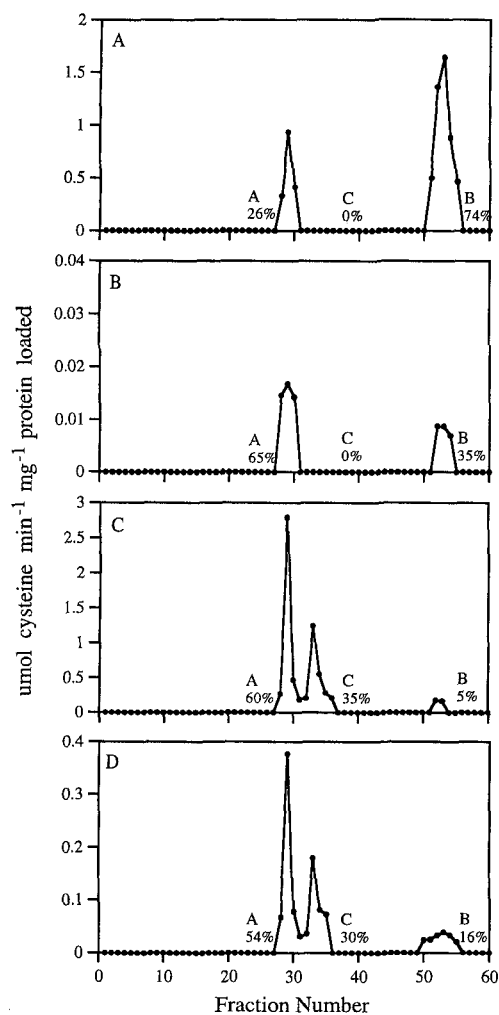 umol cysteine min⁻¹ mg⁻¹ protein loaded
2
1.5
1
0.5
0
A
A
26%
C
0%
B
74%
0.04
0.03
0.02
0.01
0
B
A
65%
C
0%
B
35%
3
2.5
2
1.5
1
0.5
0
C
A
60%
C
35%
B
5%
0.4
0.3
0.2
0.1
0
D
A
54%
C
30%
B
16%
0 10 20 30 40 50 60
Fraction Number